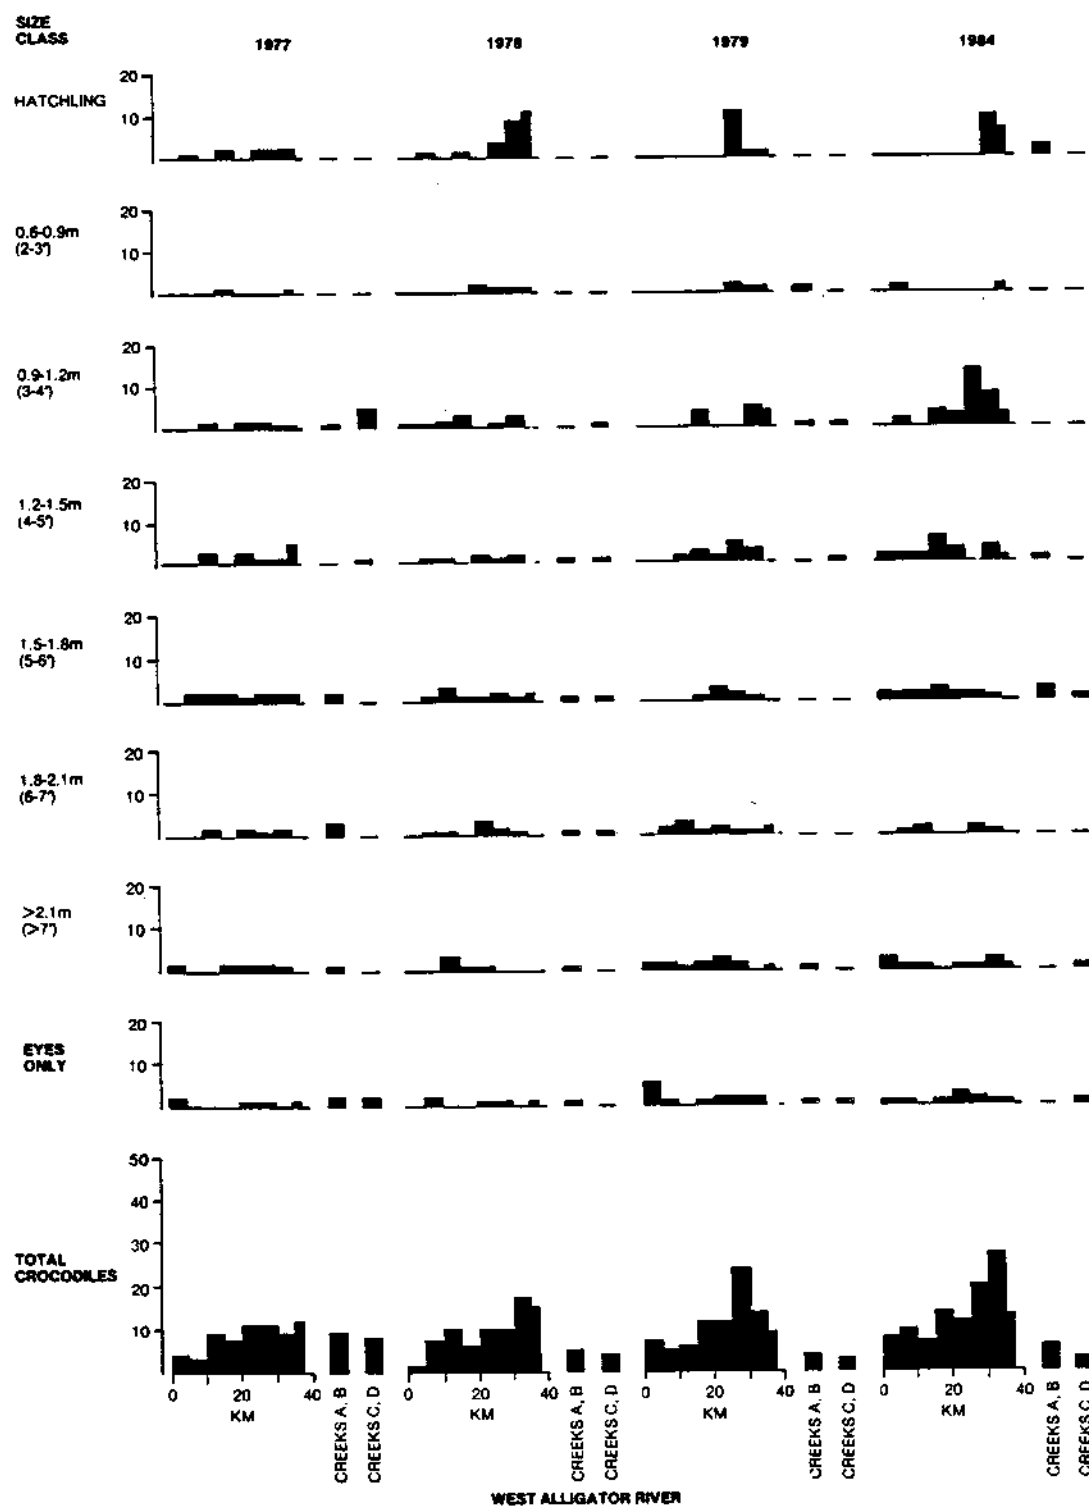 SIZE
CLASS
1977 1978 1979 1984
HATCHLING
20
10
0.6-0.9m
(2-3')
20
10
0.9-1.2m
(3-4')
20
10
1.2-1.5m
(4-5')
20
10
1.5-1.8m
(5-6')
20
10
1.8-2.1m
(6-7')
20
10
>2.1m
(>7')
20
10
EYES
ONLY
20
10
TOTAL
CROCODILES
50
40
30
20
10
0 20 40 0 20 40 0 20 40 0 20 40
KM KM KM KM
CREEKS A, B
CREEKS C, D
CREEKS A, B
CREEKS C, D
CREEKS A, B
CREEKS C, D
CREEKS A, B
CREEKS C, D
WEST ALLIGATOR RIVER